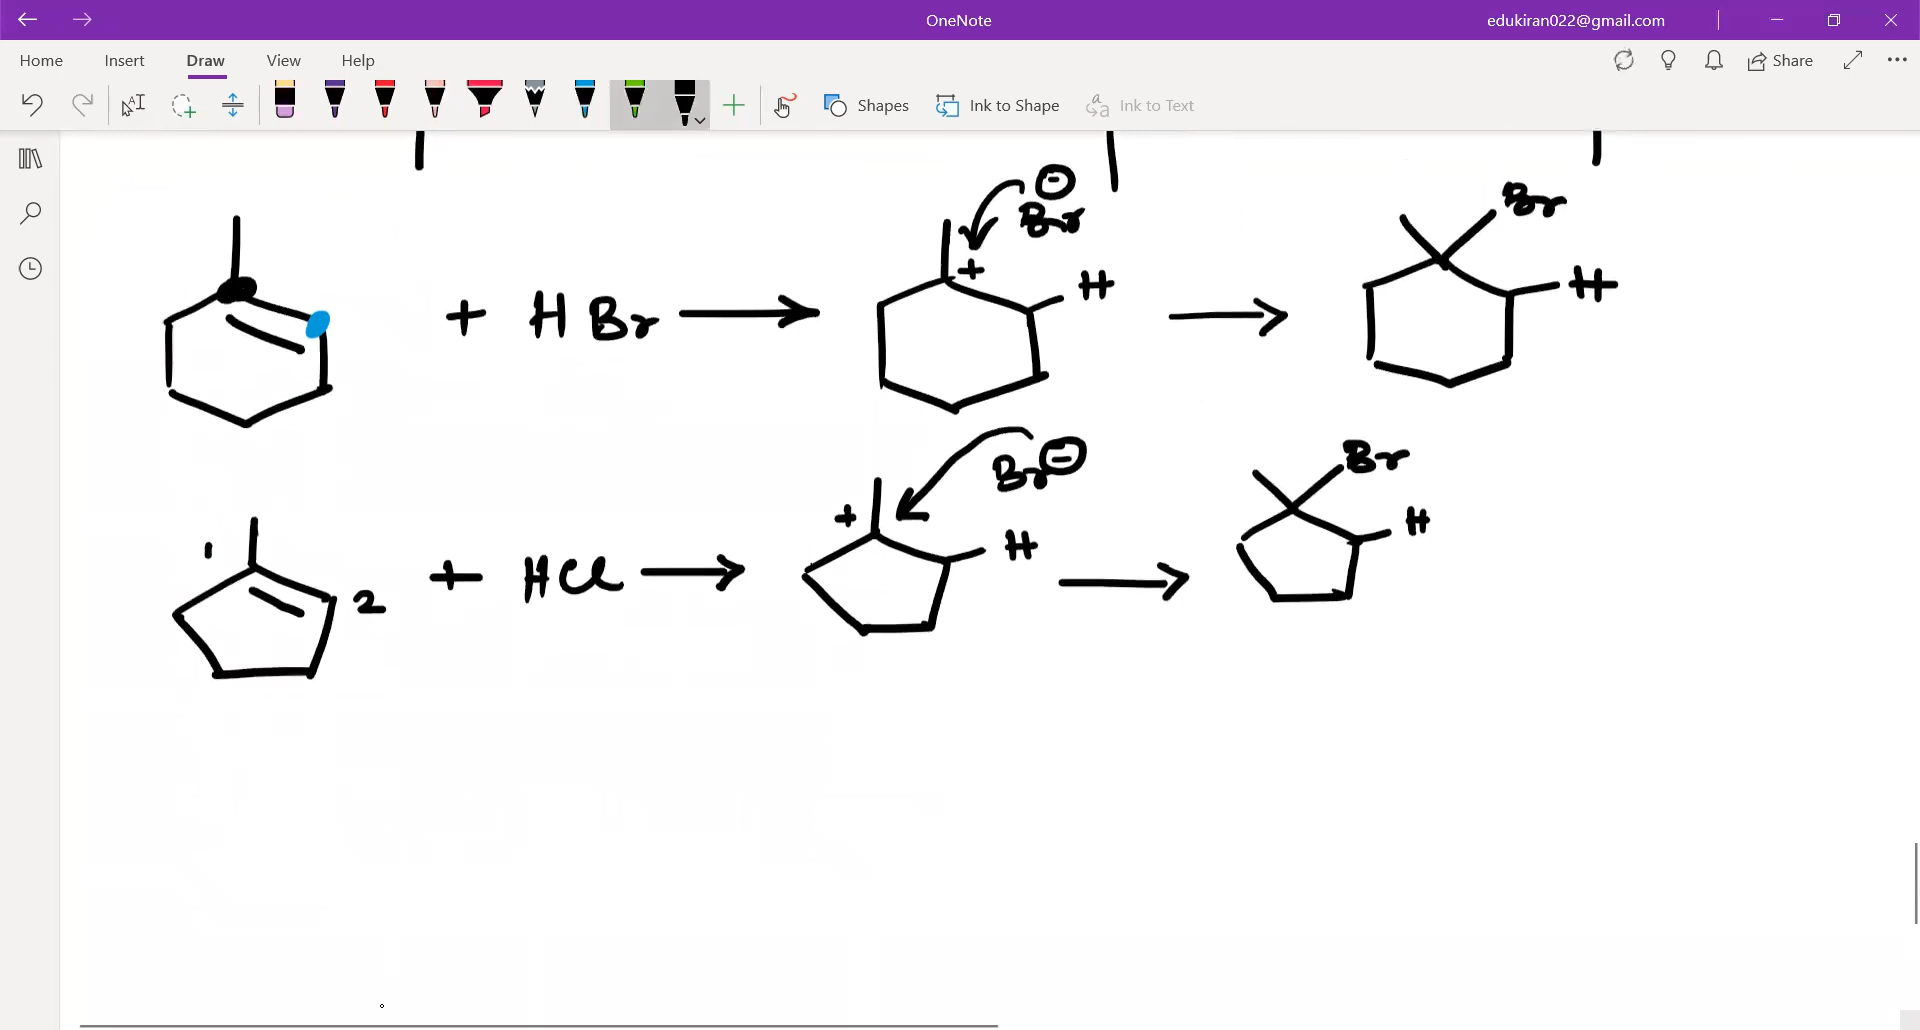 OneNote
edukiran022@gmail.com
Home Insert Draw View Help
Share
Shapes Ink to Shape Ink to Text
⊖
Br
Br
+ H
H
+ H Br
Br ⊖
Br
+ H
H
1
+ HCl
2